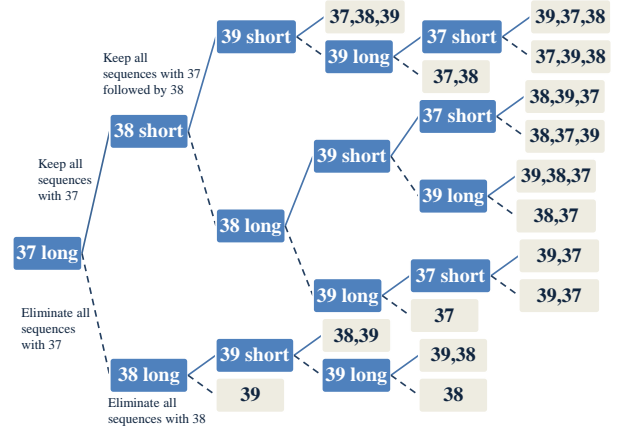 37,38,39
39,37,38
39 short
37 short
39 long
37,39,38
Keep all
sequences with 37
followed by 38
37,38
38,39,37
37 short
38 short
38,37,39
39 short
Keep all
sequences
with 37
39,38,37
39 long
38,37
38 long
37 long
39,37
37 short
39 long
39,37
Eliminate all
sequences
with 37
37
38,39
39 short
39,38
38 long
39 long
39
38
Eliminate all
sequences with 38